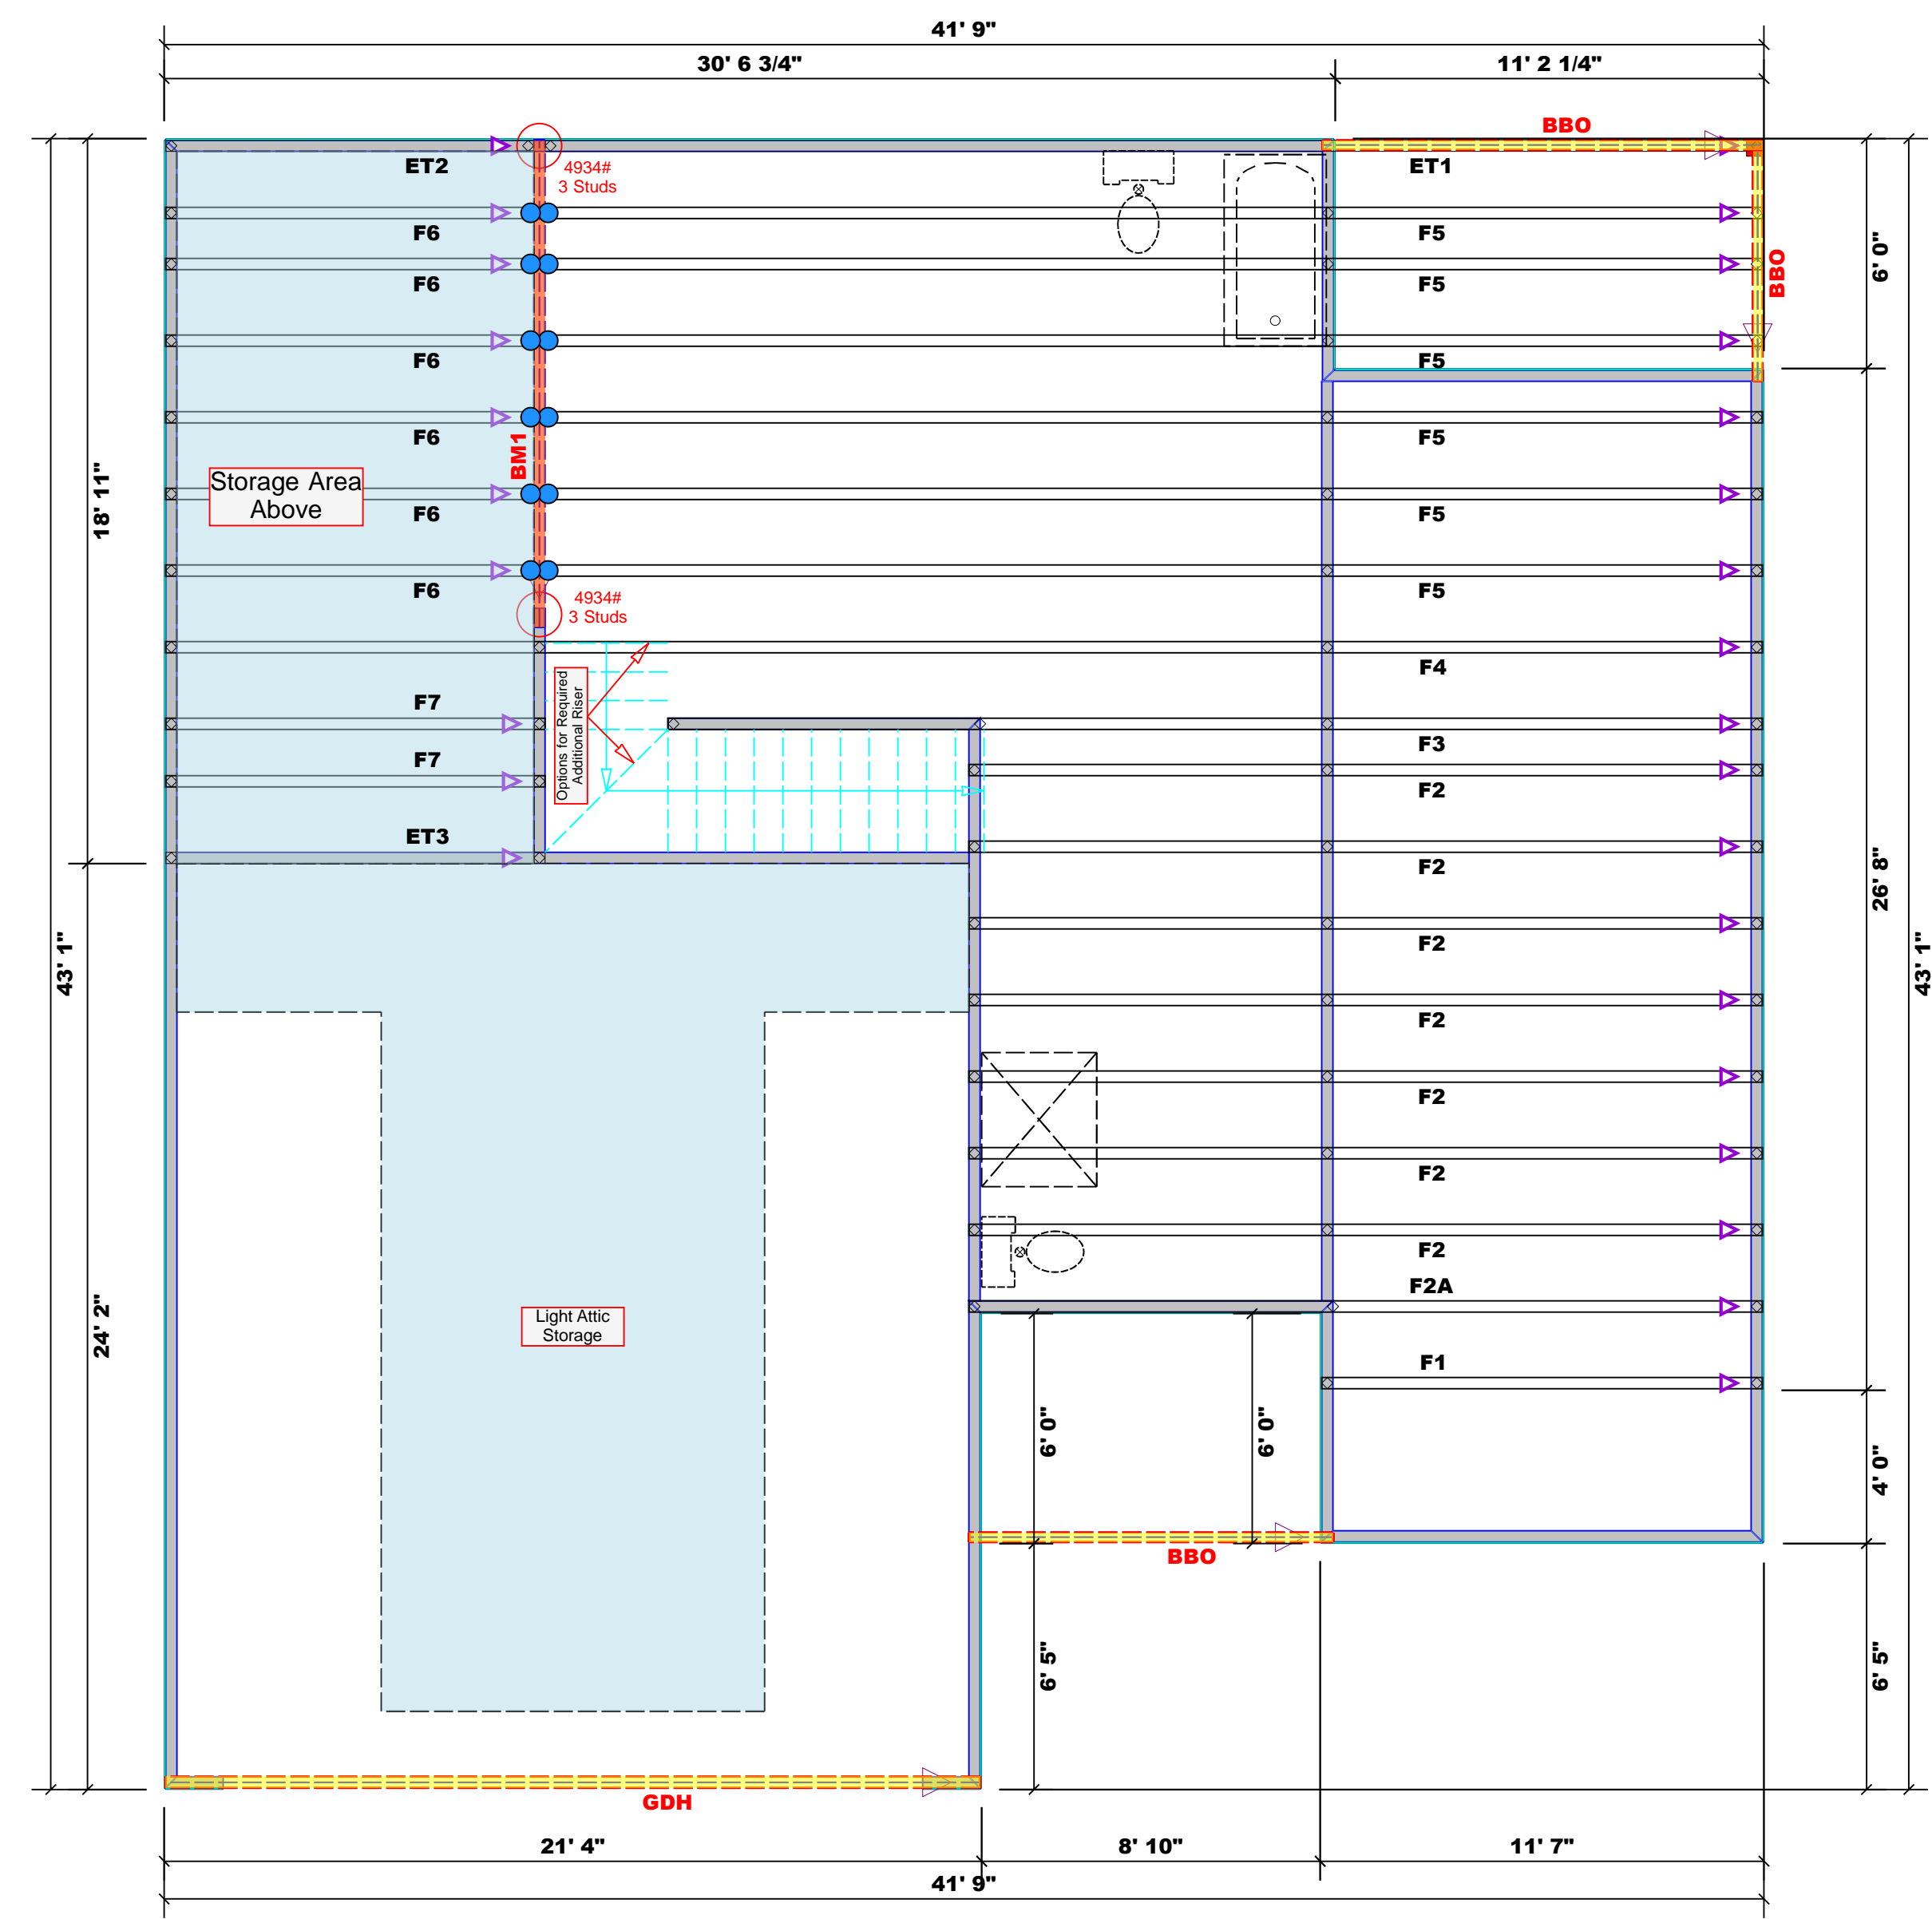 41' 9"
30' 6 3/4"
11' 2 1/4"
BBO
ET2
4934#
3 Studs
ET1
F6
F5
6' 0"
BBO
F6
F5
F6
F5
F6
F5
BM1
Storage Area
Above
18' 11"
F6
F5
F6
F5
4934#
3 Studs
F4
Options for Required
Additional Riser
F7
F3
F7
F2
ET3
F2
26' 8"
43' 1"
43' 1"
F2
F2
F2
F2
F2
F2A
24' 2"
Light Attic
Storage
F1
6' 0"
6' 0"
4' 0"
BBO
6' 5"
6' 5"
GDH
21' 4"
8' 10"
11' 7"
41' 9"